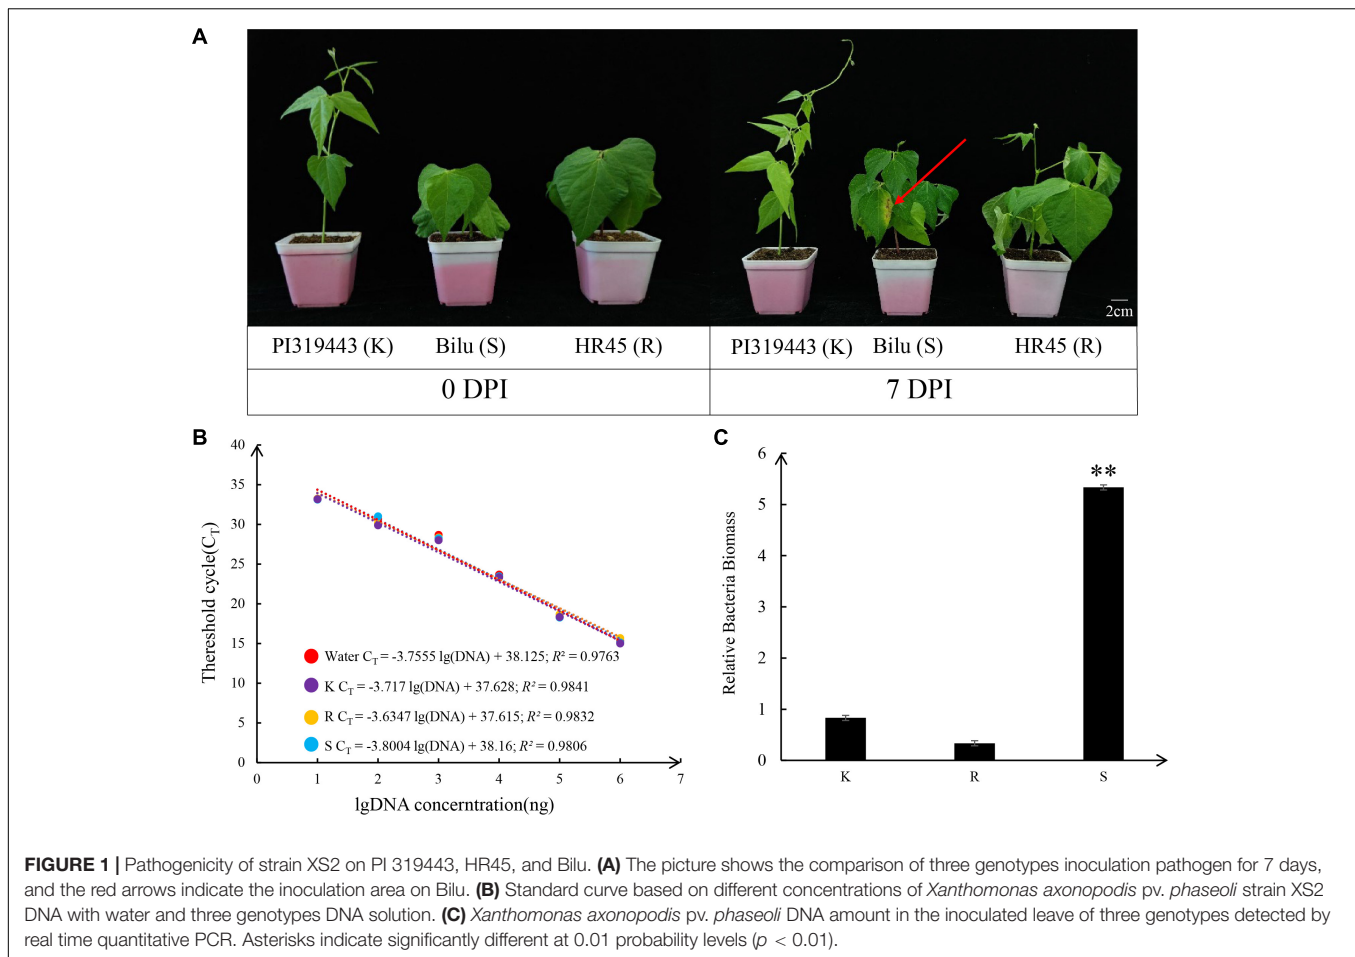 A
2cm
PI319443 (K) Bilu (S) HR45 (R) PI319443 (K) Bilu (S) HR45 (R)
0 DPI 7 DPI
B
40
35
30
25
20
15
10
5
0
0 1 2 3 4 5 6 7
Thereshold cycle(CT)
lgDNA concerntration(ng)
Water CT = -3.7555 lg(DNA) + 38.125; R² = 0.9763
K CT = -3.717 lg(DNA) + 37.628; R² = 0.9841
R CT = -3.6347 lg(DNA) + 37.615; R² = 0.9832
S CT = -3.8004 lg(DNA) + 38.16; R² = 0.9806
C
6
5
4
3
2
1
0
Relative Bacteria Biomass
**
K R S
FIGURE 1 | Pathogenicity of strain XS2 on PI 319443, HR45, and Bilu. (A) The picture shows the comparison of three genotypes inoculation pathogen for 7 days,
and the red arrows indicate the inoculation area on Bilu. (B) Standard curve based on different concentrations of Xanthomonas axonopodis pv. phaseoli strain XS2
DNA with water and three genotypes DNA solution. (C) Xanthomonas axonopodis pv. phaseoli DNA amount in the inoculated leave of three genotypes detected by
real time quantitative PCR. Asterisks indicate significantly different at 0.01 probability levels (p < 0.01).